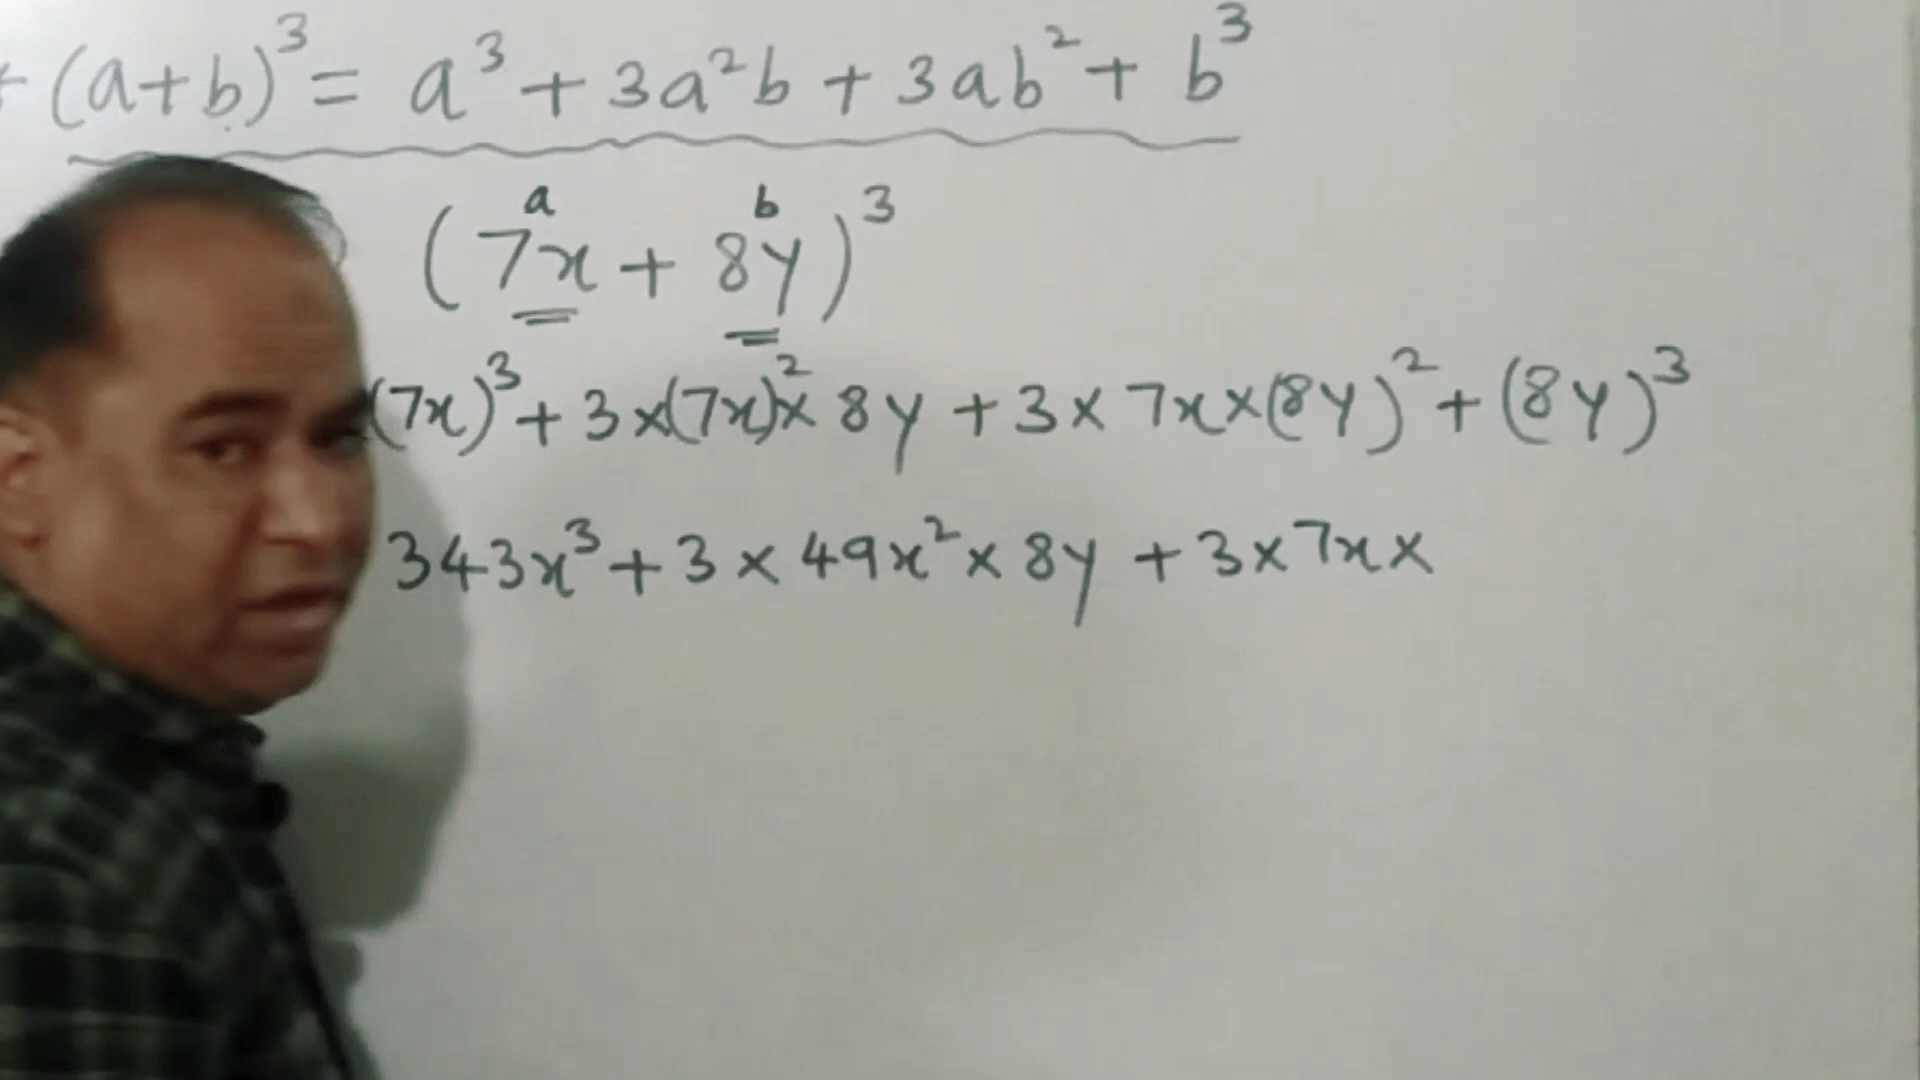 (a+b)³ = a³ + 3a²b + 3ab² + b³
a b
(7x + 8y)³
(7x)³ + 3×(7x)²× 8y + 3 × 7x×(8y)² + (8y)³
343x³ + 3 × 49x² × 8y + 3×7x×